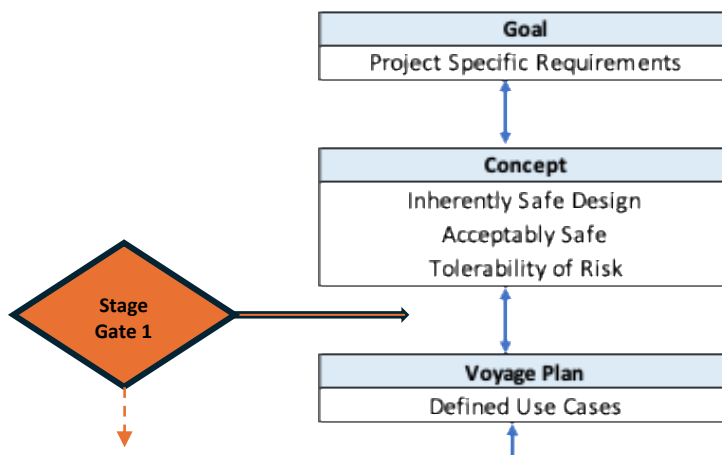 Goal
Project Specific Requirements
Concept
Inherently Safe Design
Acceptably Safe
Tolerability of Risk
Stage
Gate 1
Voyage Plan
Defined Use Cases